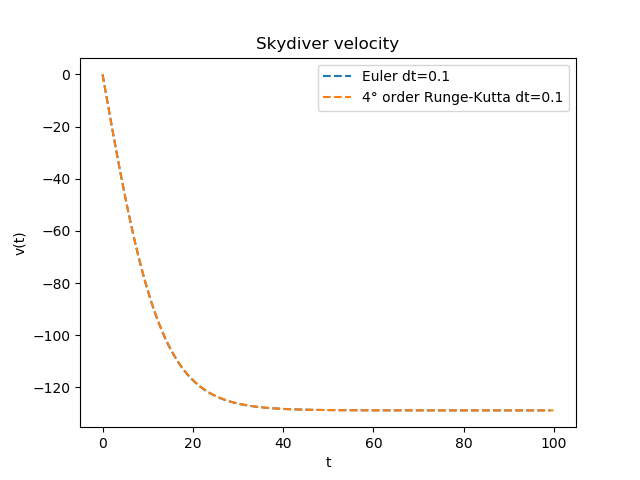 Skydiver velocity
Euler dt=0.1
4° order Runge-Kutta dt=0.1
v(t)
0
−20
−40
−60
−80
−100
−120
0 20 40 60 80 100
t